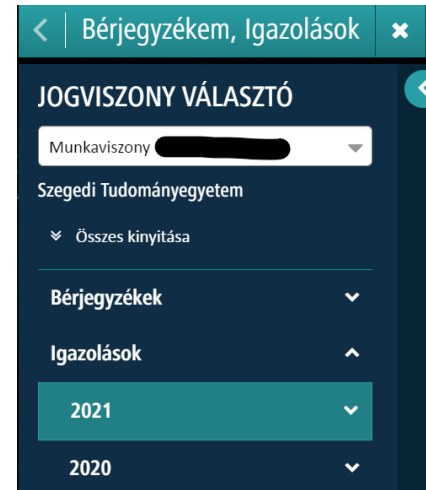 Bérjegyzékem, Igazolások
JOGVISZONY VÁLASZTÓ
Munkaviszony
Szegedi Tudományegyetem
Összes kinyitása
Bérjegyzékek
Igazolások
2021
2020